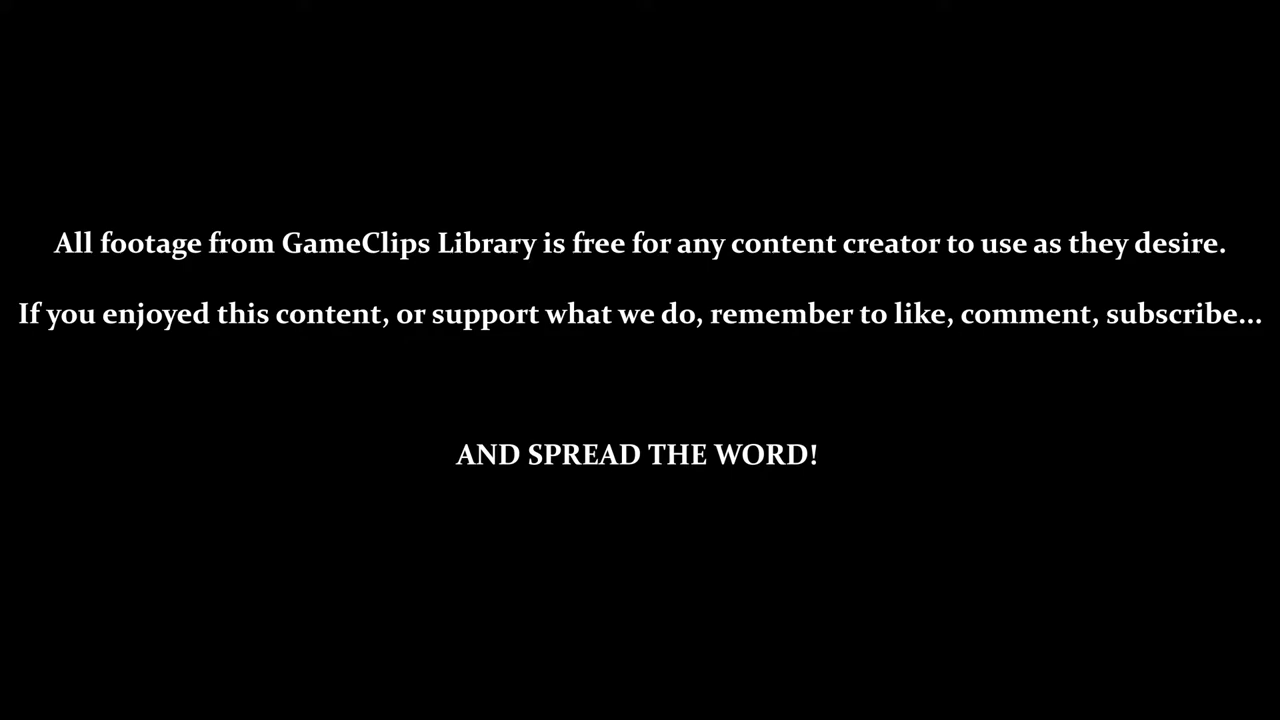 All footage from GameClips Library is free for any content creator to use as they desire.
If you enjoyed this content, or support what we do, remember to like, comment, subscribe...
AND SPREAD THE WORD!